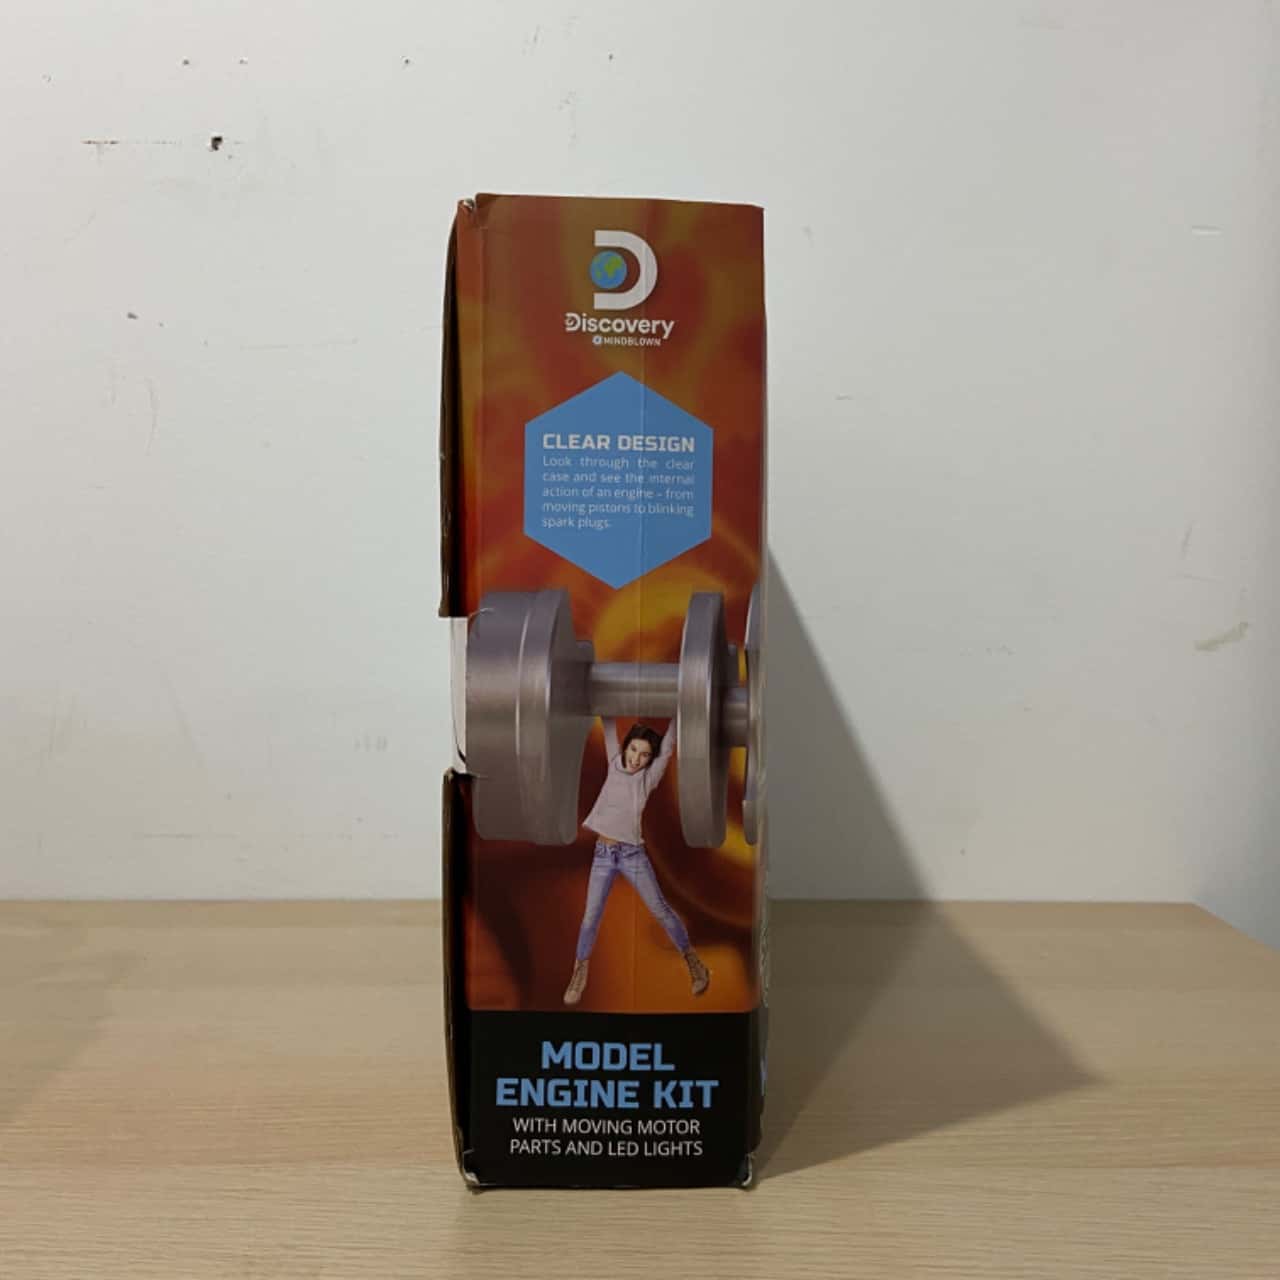 Discovery
#MINDBLOWN
CLEAR DESIGN
Look through the clear
case and see the internal
action of an engine – from
moving pistons to blinking
spark plugs.
MODEL
ENGINE KIT
WITH MOVING MOTOR
PARTS AND LED LIGHTS